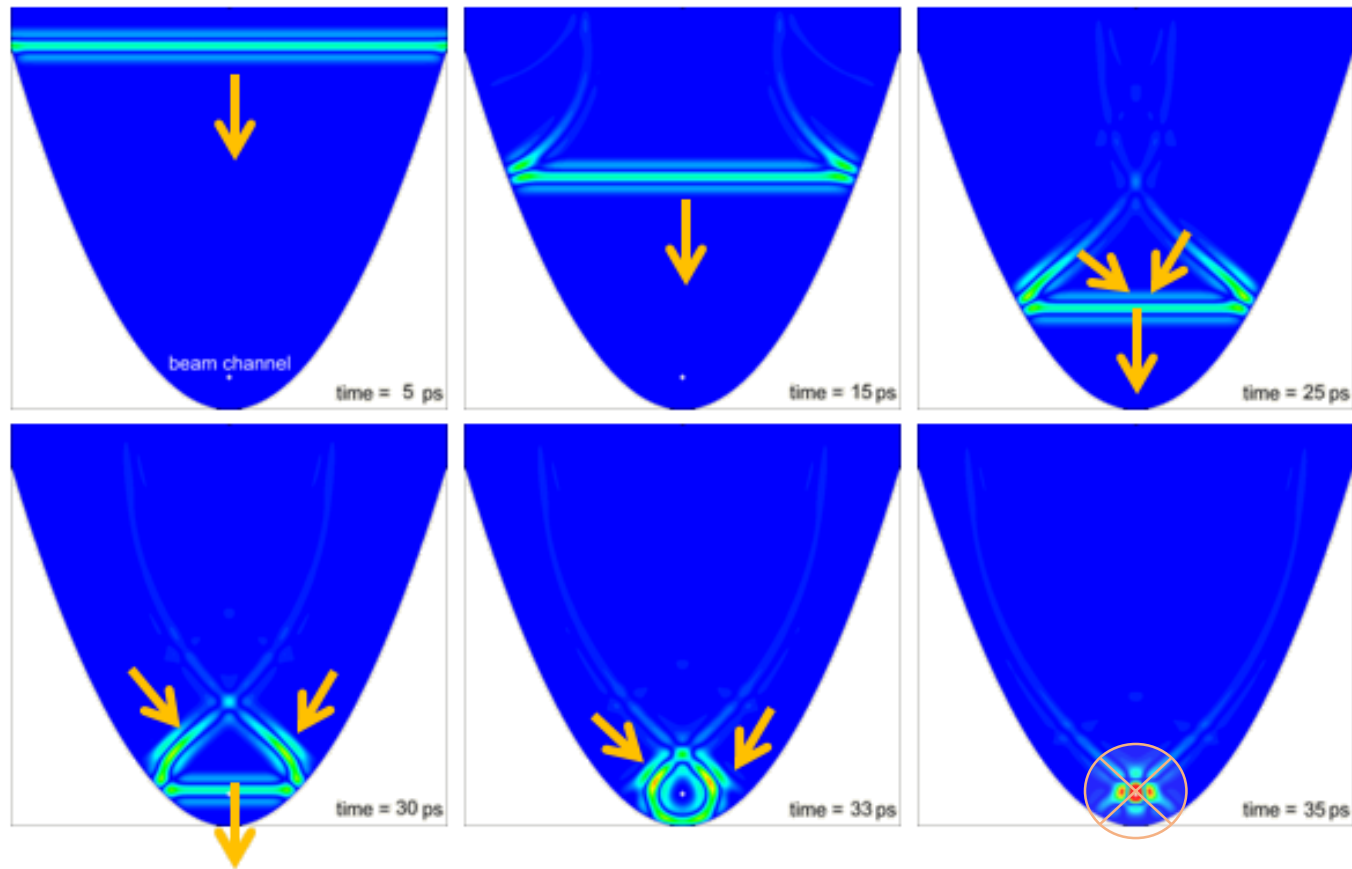 beam channel
time = 5 ps
time = 15 ps
time = 25 ps
time = 30 ps
time = 33 ps
time = 35 ps